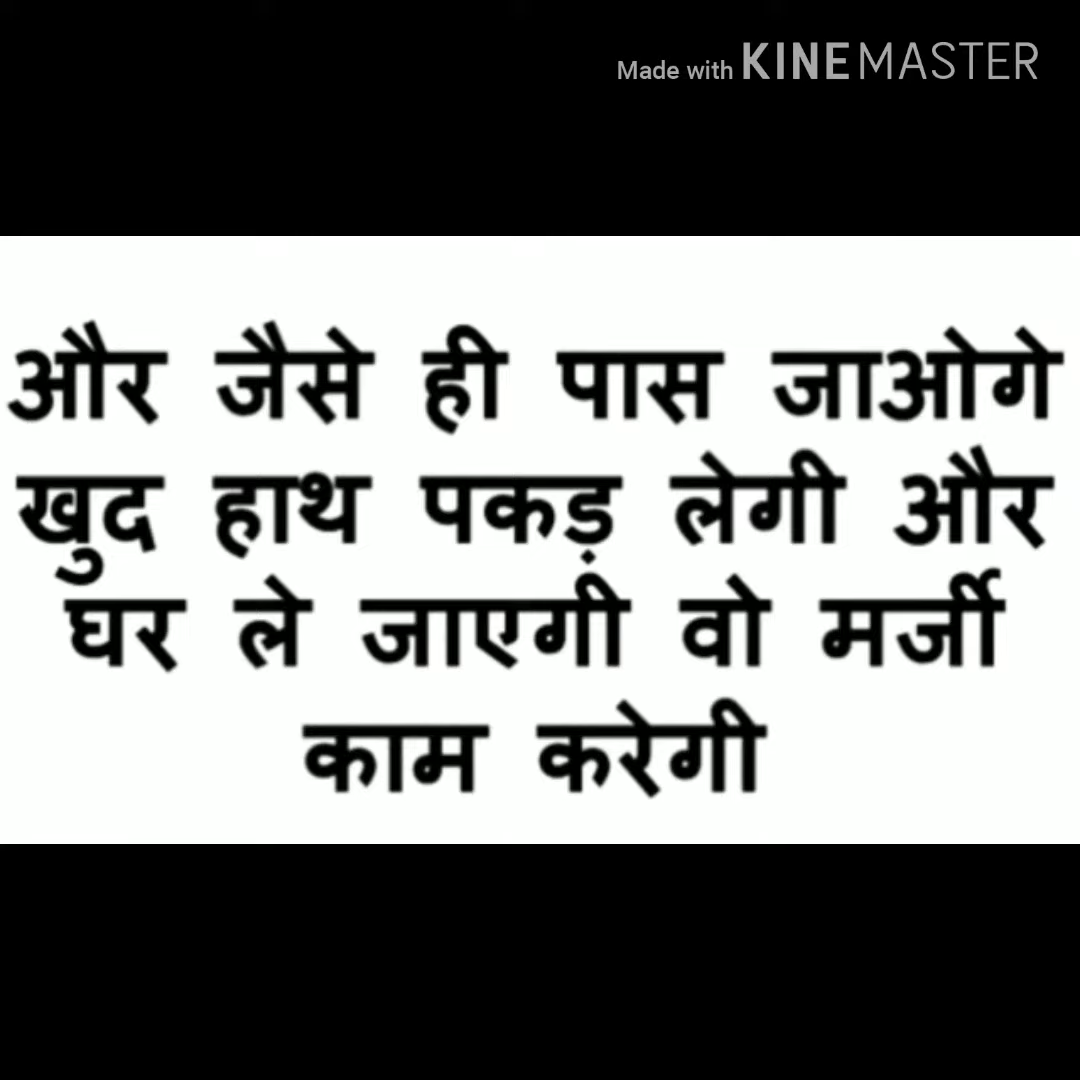 Made with KINEMASTER
और जैसे ही पास जाओगे
खुद हाथ पकड़ लेगी और
घर ले जाएगी वो मर्जी
काम करेगी